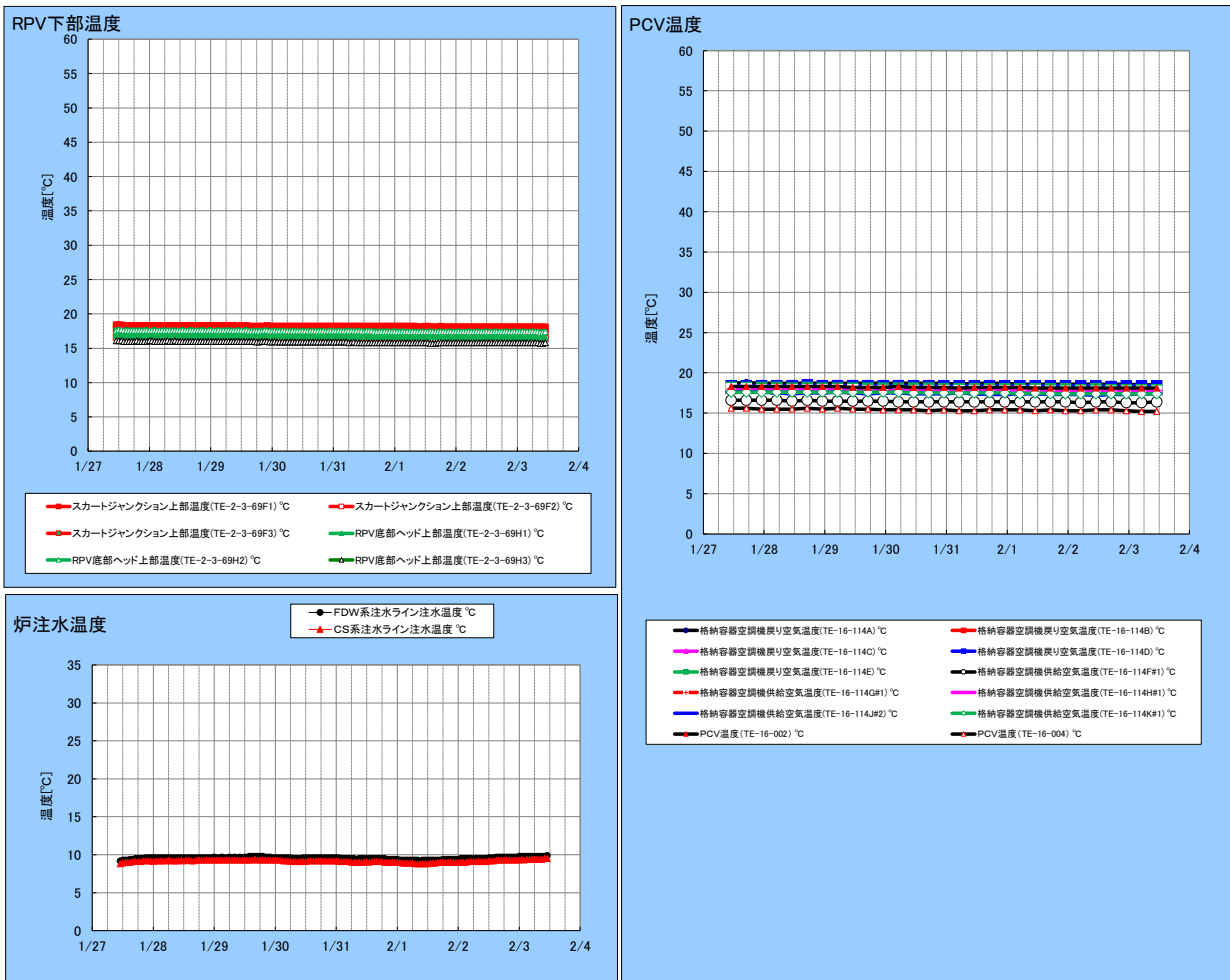 RPV下部温度
60
55
50
45
40
35
30
25
20
15
10
5
0
温度[℃]
1/27 1/28 1/29 1/30 1/31 2/1 2/2 2/3 2/4
スカートジャンクション上部温度(TE-2-3-69F1)℃ スカートジャンクション上部温度(TE-2-3-69F2)℃
スカートジャンクション上部温度(TE-2-3-69F3)℃ RPV底部ヘッド上部温度(TE-2-3-69H1)℃
RPV底部ヘッド上部温度(TE-2-3-69H2)℃ RPV底部ヘッド上部温度(TE-2-3-69H3)℃
炉注水温度
FDW系注水ライン注水温度 ℃
CS系注水ライン注水温度 ℃
35
30
25
20
15
10
5
0
温度[℃]
1/27 1/28 1/29 1/30 1/31 2/1 2/2 2/3 2/4
PCV温度
60
55
50
45
40
35
30
25
20
15
10
5
0
温度[℃]
1/27 1/28 1/29 1/30 1/31 2/1 2/2 2/3 2/4
格納容器空調機戻り空気温度(TE-16-114A)℃ 格納容器空調機戻り空気温度(TE-16-114B)℃
格納容器空調機戻り空気温度(TE-16-114C)℃ 格納容器空調機戻り空気温度(TE-16-114D)℃
格納容器空調機戻り空気温度(TE-16-114E)℃ 格納容器空調機供給空気温度(TE-16-114F#1)℃
格納容器空調機供給空気温度(TE-16-114G#1)℃ 格納容器空調機供給空気温度(TE-16-114H#1)℃
格納容器空調機供給空気温度(TE-16-114J#2)℃ 格納容器空調機供給空気温度(TE-16-114K#1)℃
PCV温度(TE-16-002)℃ PCV温度(TE-16-004)℃